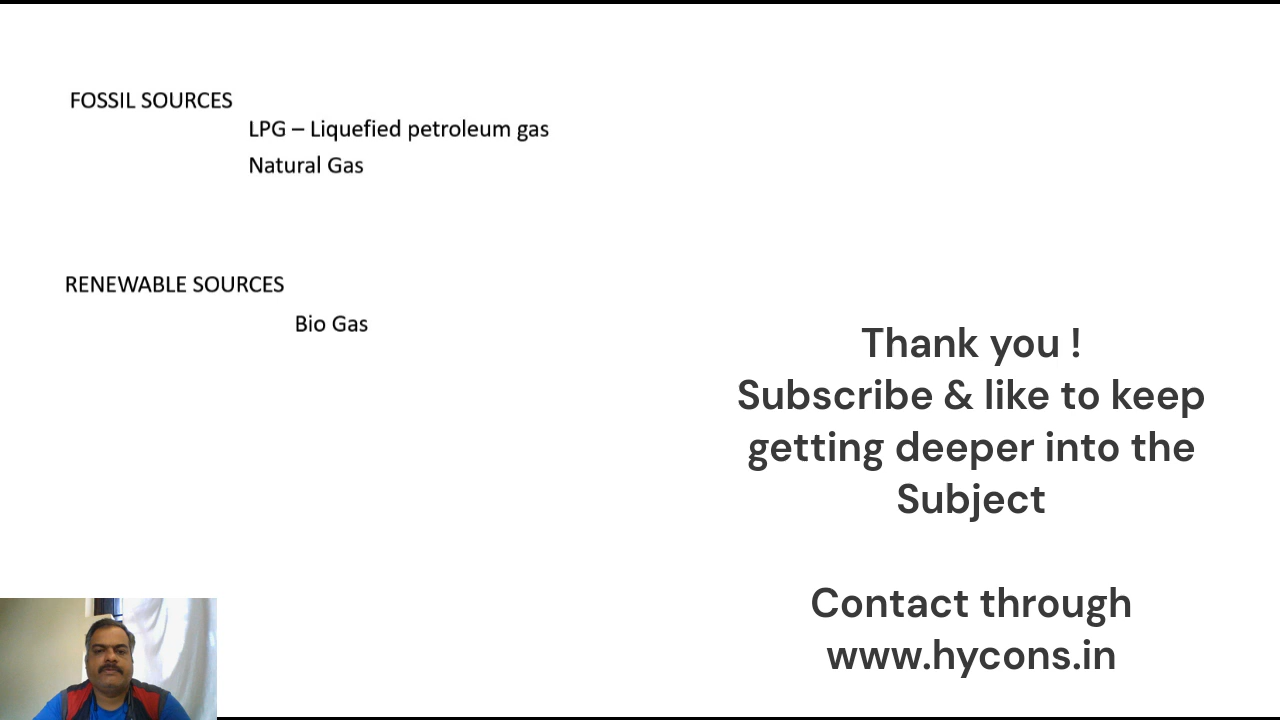 FOSSIL SOURCES
LPG – Liquefied petroleum gas
Natural Gas
RENEWABLE SOURCES
Bio Gas
Thank you !
Subscribe & like to keep
getting deeper into the
Subject
Contact through
www.hycons.in